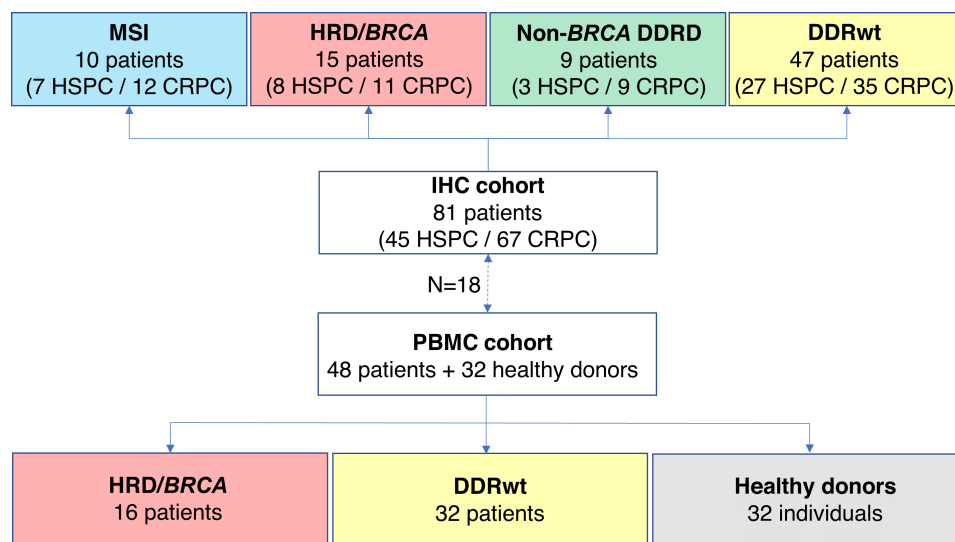 MSI
10 patients
(7 HSPC / 12 CRPC)
HRD/BRCA
15 patients
(8 HSPC / 11 CRPC)
Non-BRCA DDRD
9 patients
(3 HSPC / 9 CRPC)
DDRwt
47 patients
(27 HSPC / 35 CRPC)
IHC cohort
81 patients
(45 HSPC / 67 CRPC)
N=18
PBMC cohort
48 patients + 32 healthy donors
HRD/BRCA
16 patients
DDRwt
32 patients
Healthy donors
32 individuals